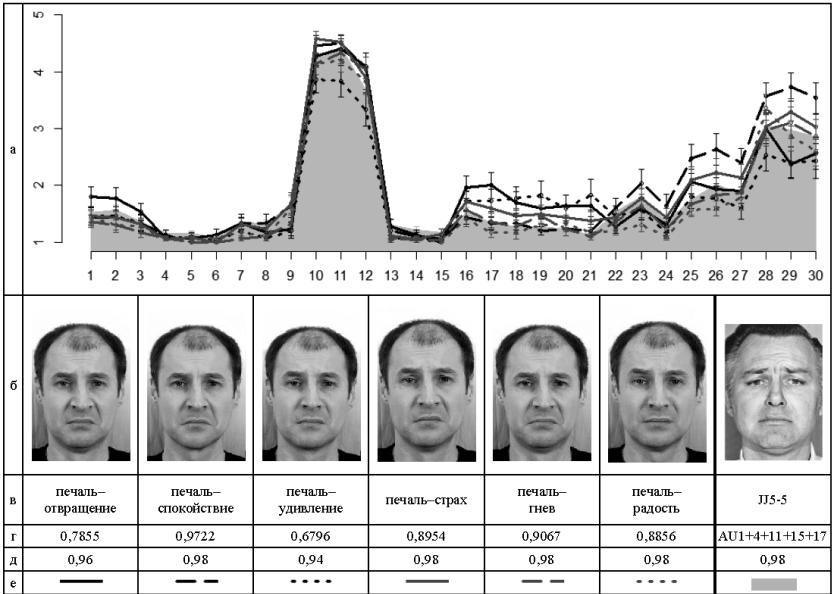 5
4
а
3
2
1
1 2 3 4 5 6 7 8 9 10 11 12 13 14 15 16 17 18 19 20 21 22 23 24 25 26 27 28 29 30
б
в
печаль–
отвращение
печаль–
спокойствие
печаль–
удивление
печаль–страх
печаль–
гнев
печаль–
радость
JJ5-5
г 0,7855 0,9722 0,6796 0,8954 0,9067 0,8856 AU1+4+11+15+17
д 0,96 0,98 0,94 0,98 0,98 0,98 0,98
е